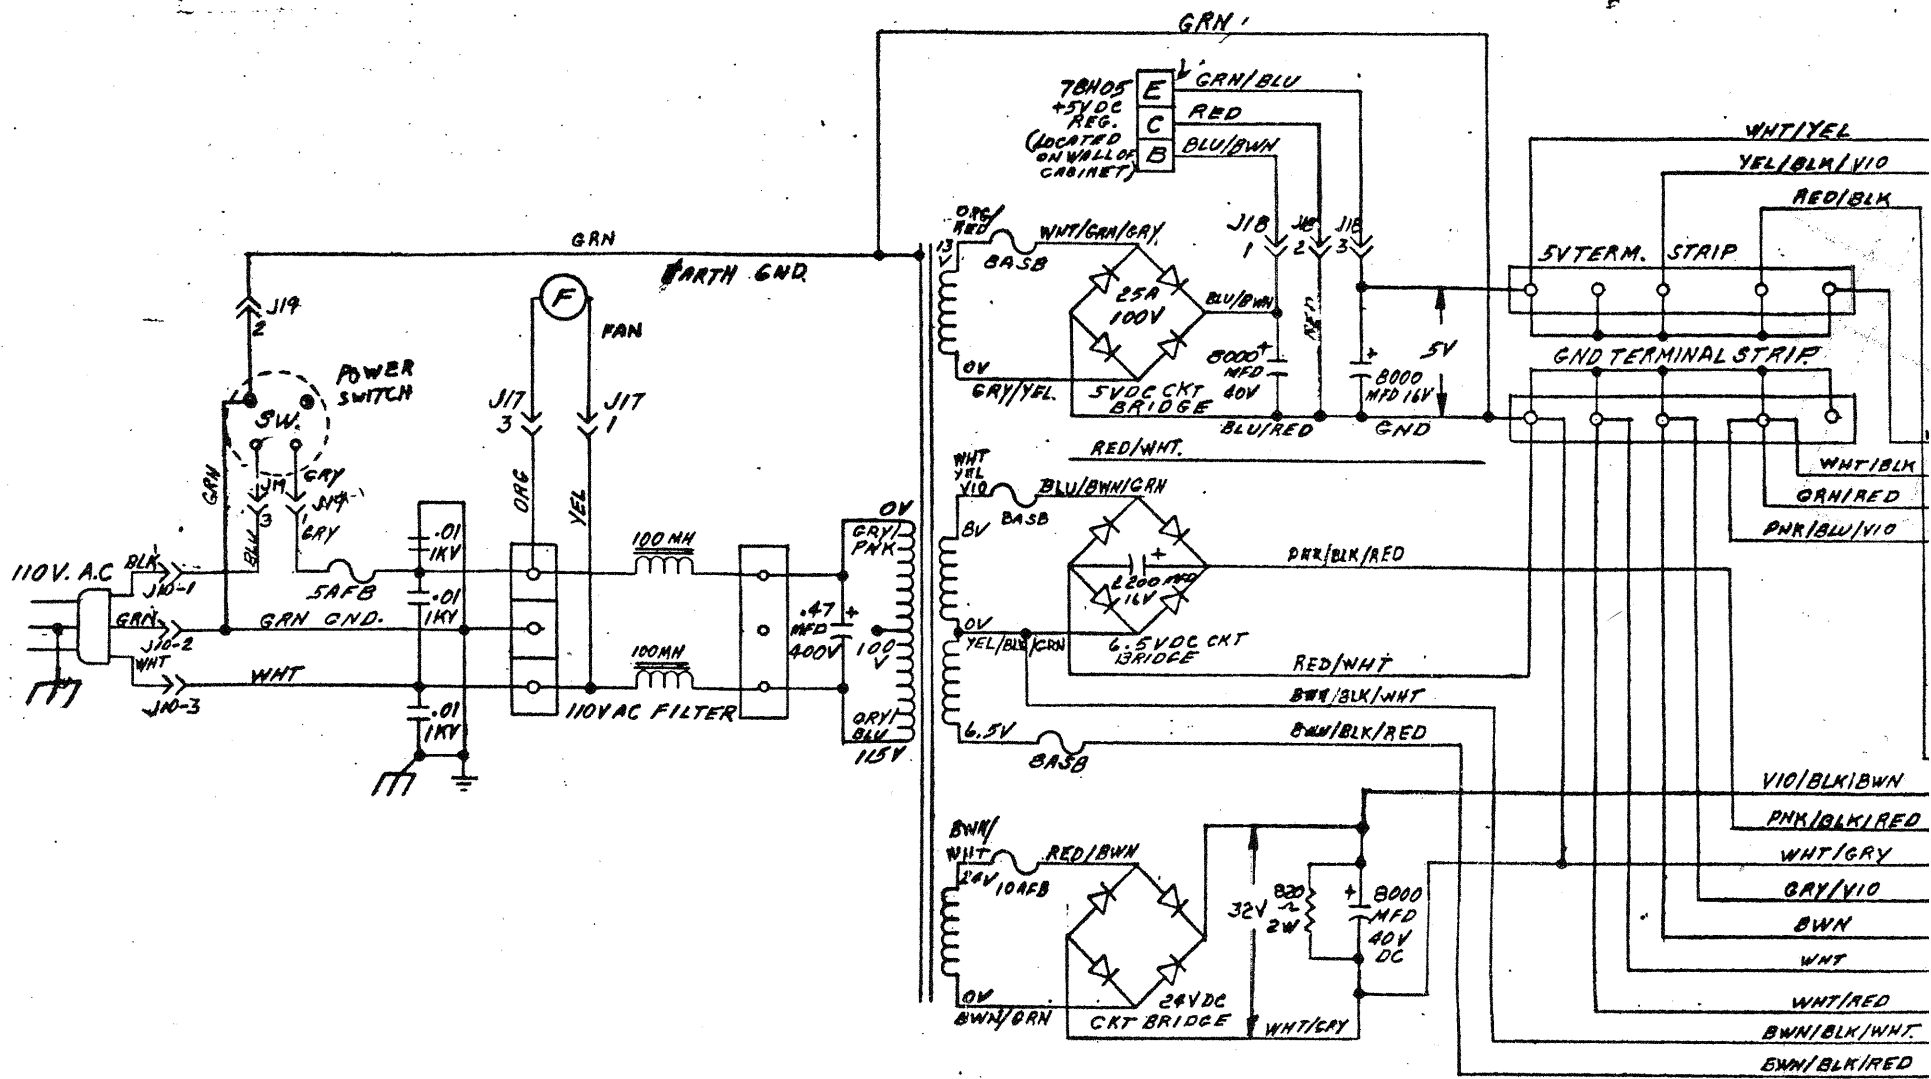 GRN
78H05
+5VDC
REG.
(LOCATED
ON WALL OF
CABINET)
E
C
B
GRN/BLU
RED
BLU/BWN
J18
1
J18
2
J18
3
WHT/YEL
YEL/BLK/VIO
RED/BLK
5V TERM. STRIP
GND TERMINAL STRIP.
GRN
EARTH GND.
J19
2
POWER
SWITCH
SW.
GRN
J19
3
BLU
GRY
J19-1
1
GRY
F
FAN
J17
3
J17
1
ORG
YEL
ORG/
RED
13
V
8ASB
WHT/GRN/GRY
25A
100V
BLU/BWN
RED
8000
MFD
40V
+
8000
MFD 16V
+
5V
0V
GRY/YEL.
5VDC CKT
BRIDGE
BLU/RED
GND
RED/WHT.
110V. A.C
BLK
J10-1
GRN
J10-2
WHT
J10-3
5AFB
GRN GND.
WHT
.01
1KV
.01
1KV
.01
1KV
100MH
100MH
110VAC FILTER
.47
MFD
400V
+
0V
GRY/
PNK
100
V
GRY/
BLU
115V
WHT
YEL
VIO
8V
8ASB
BLU/BWN/GRN
2200 MFD
16V
+
PNK/BLK/RED
0V
YEL/BLK/GRN
6.5VDC CKT
BRIDGE
RED/WHT
BWN/BLK/WHT
6.5V
8ASB
BWN/BLK/RED
WHT/BLK
GRN/RED
PNK/BLU/VIO
BWN/
WHT
24V
10AFB
RED/BWN
32V
820
Ω
2W
+
8000
MFD
40V
DC
0V
BWN/GRN
24VDC
CKT BRIDGE
WHT/GRY
VIO/BLK/BWN
PNK/BLK/RED
WHT/GRY
GRY/VIO
BWN
WHT
WHT/RED
BWN/BLK/WHT.
BWN/BLK/RED